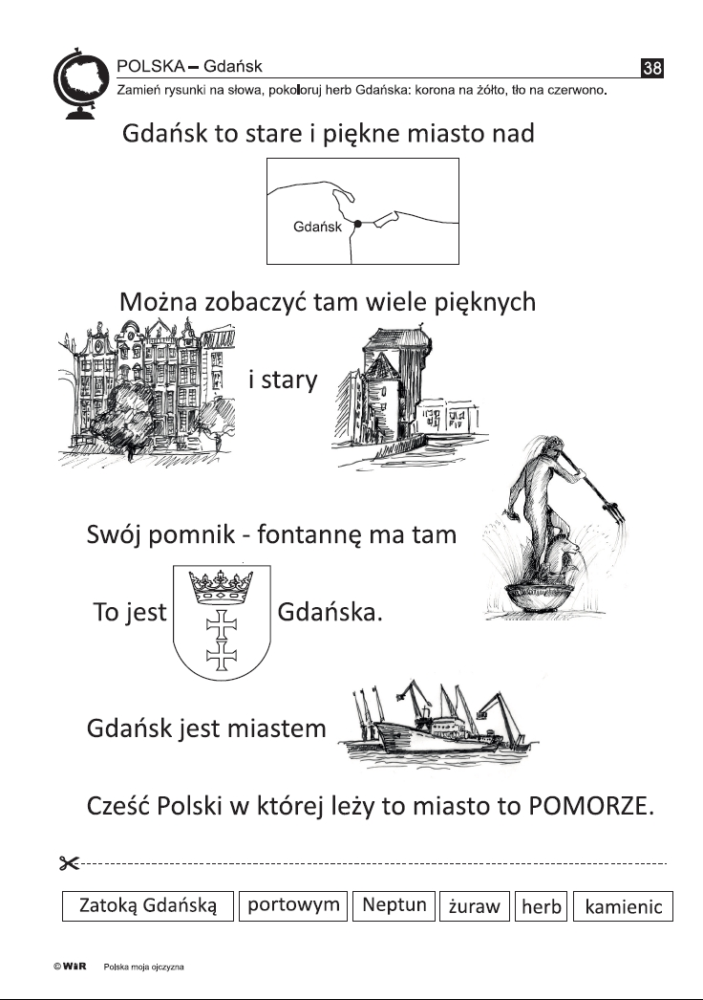 POLSKA – Gdańsk
38
Zamień rysunki na słowa, pokoloruj herb Gdańska: korona na żółto, tło na czerwono.
Gdańsk to stare i piękne miasto nad
Gdańsk
Można zobaczyć tam wiele pięknych
i stary
Swój pomnik - fontannę ma tam
To jest Gdańska.
Gdańsk jest miastem
Cześć Polski w której leży to miasto to POMORZE.
Zatoką Gdańską portowym Neptun żuraw herb kamienic
© WiR Polska moja ojczyzna